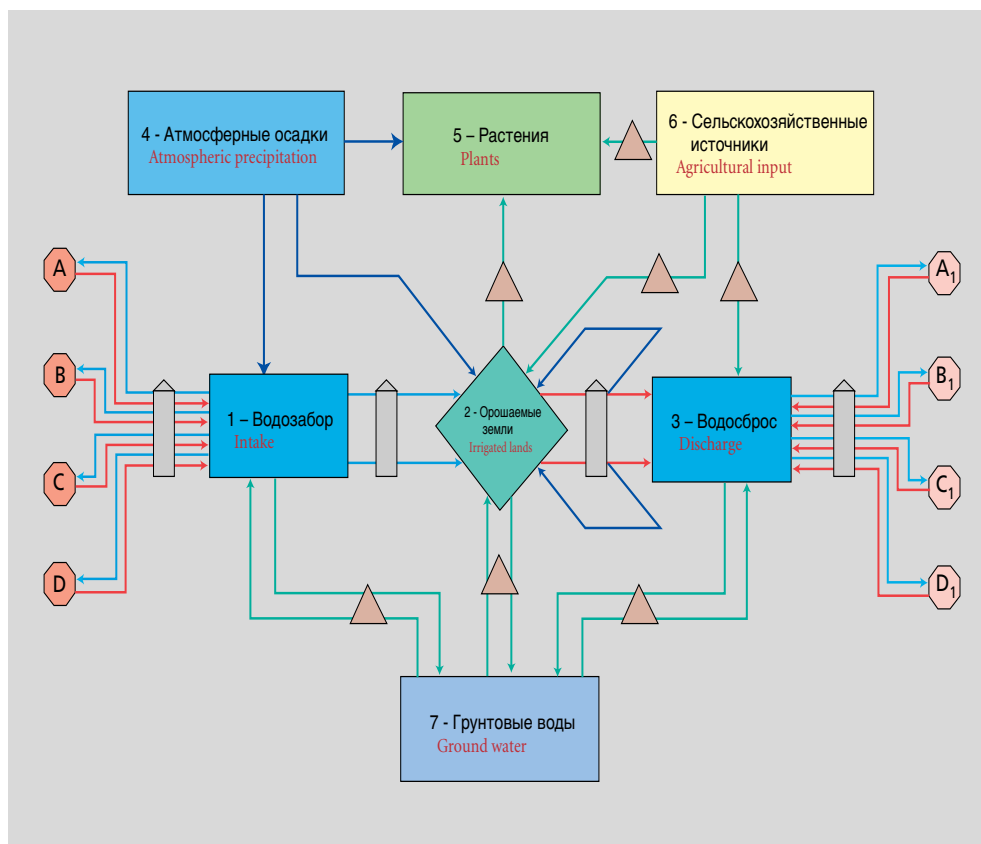 4 - Атмосферные осадки
Atmospheric precipitation
5 – Растения
Plants
6 - Сельскохозяйственные
источники
Agricultural input
A
B
C
D
1 – Водозабор
Intake
2 - Орошаемые
земли
Irrigated lands
3 – Водосброс
Discharge
A1
B1
C1
D1
7 - Грунтовые воды
Ground water